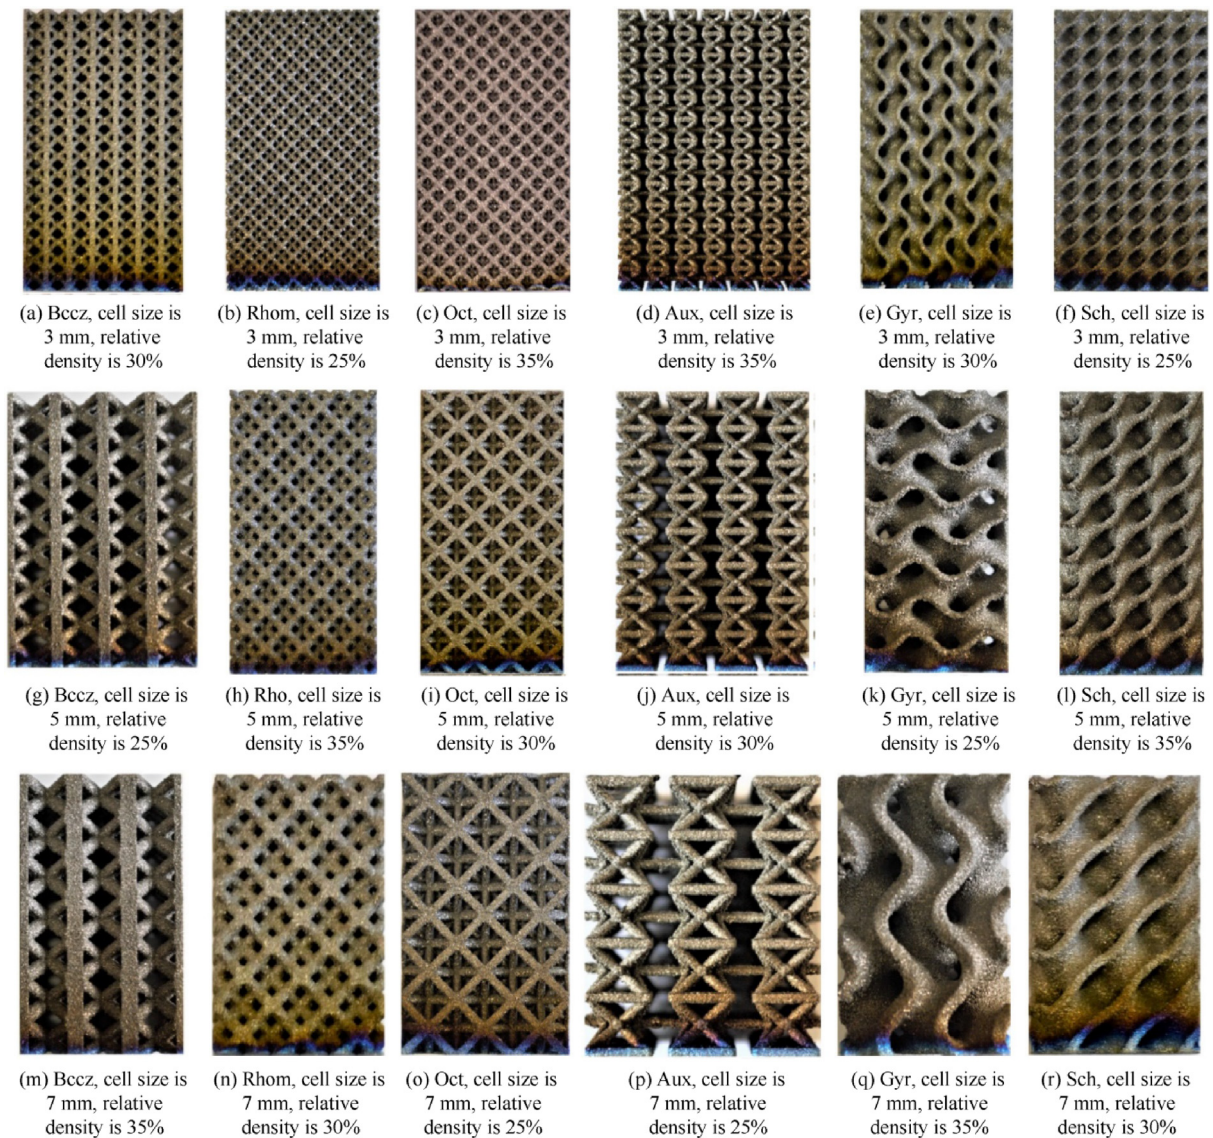 (a) Bccz, cell size is
3 mm, relative
density is 30%
(b) Rhom, cell size is
3 mm, relative
density is 25%
(c) Oct, cell size is
3 mm, relative
density is 35%
(d) Aux, cell size is
3 mm, relative
density is 35%
(e) Gyr, cell size is
3 mm, relative
density is 30%
(f) Sch, cell size is
3 mm, relative
density is 25%
(g) Bccz, cell size is
5 mm, relative
density is 25%
(h) Rho, cell size is
5 mm, relative
density is 35%
(i) Oct, cell size is
5 mm, relative
density is 30%
(j) Aux, cell size is
5 mm, relative
density is 30%
(k) Gyr, cell size is
5 mm, relative
density is 25%
(l) Sch, cell size is
5 mm, relative
density is 35%
(m) Bccz, cell size is
7 mm, relative
density is 35%
(n) Rhom, cell size is
7 mm, relative
density is 30%
(o) Oct, cell size is
7 mm, relative
density is 25%
(p) Aux, cell size is
7 mm, relative
density is 25%
(q) Gyr, cell size is
7 mm, relative
density is 35%
(r) Sch, cell size is
7 mm, relative
density is 30%